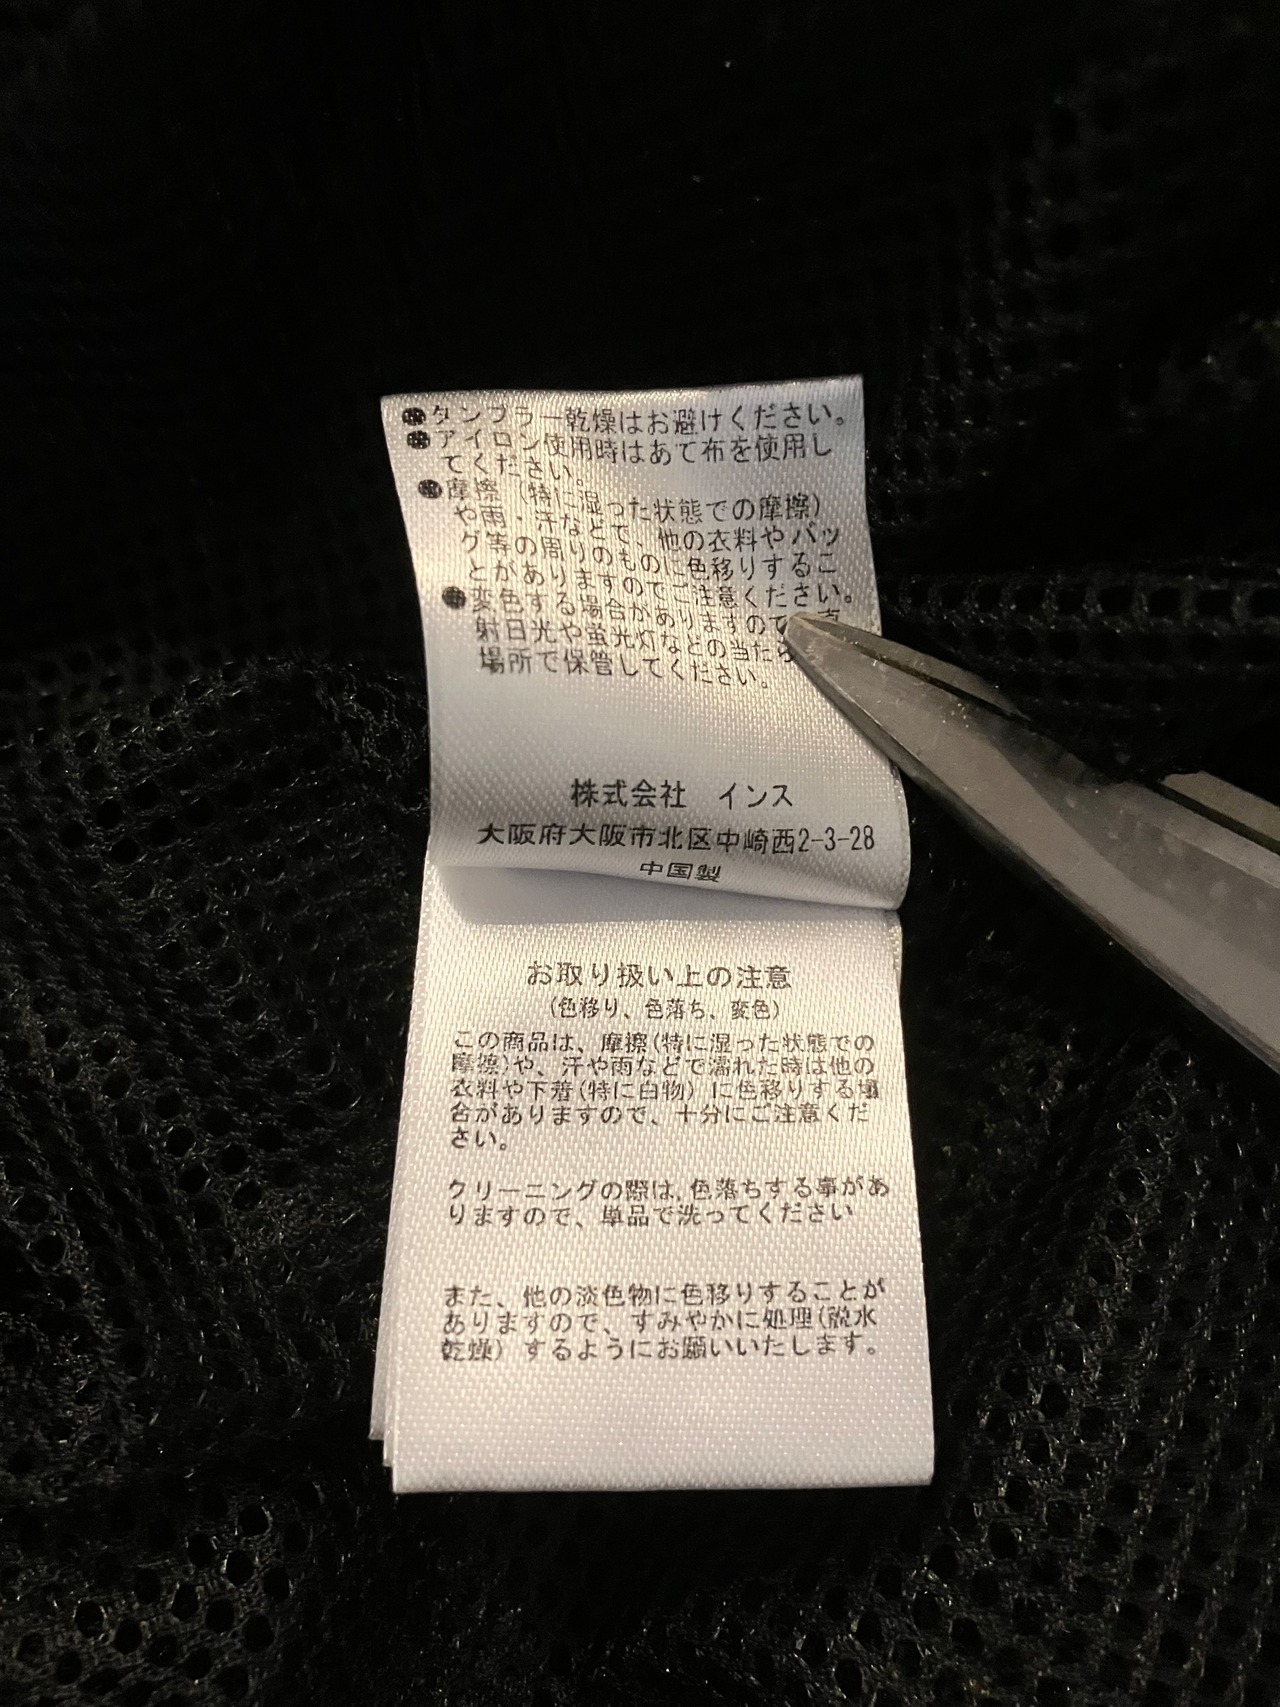 ●タンブラー乾燥はお避けください。
●アイロン使用時はあて布を使用し
てください。
●摩擦（特に湿った状態での摩擦）
や雨・汗などで、他の衣料やバッ
グ等の周りのものに色移りするこ
とがありますのでご注意ください。
●変色する場合がありますので、直
射日光や蛍光灯などの当たら
場所で保管してください。
株式会社　インス
大阪府大阪市北区中崎西2-3-28
中国製
お取り扱い上の注意
(色移り、色落ち、変色)
この商品は、摩擦(特に湿った状態での
摩擦)や、汗や雨などで濡れた時は他の
衣料や下着(特に白物）に色移りする場
合がありますので、十分にご注意くだ
さい。
クリーニングの際は,色落ちする事があ
りますので、単品で洗ってください
また、他の淡色物に色移りすることが
ありますので、すみやかに処理(脱水
乾燥）するようにお願いいたします。